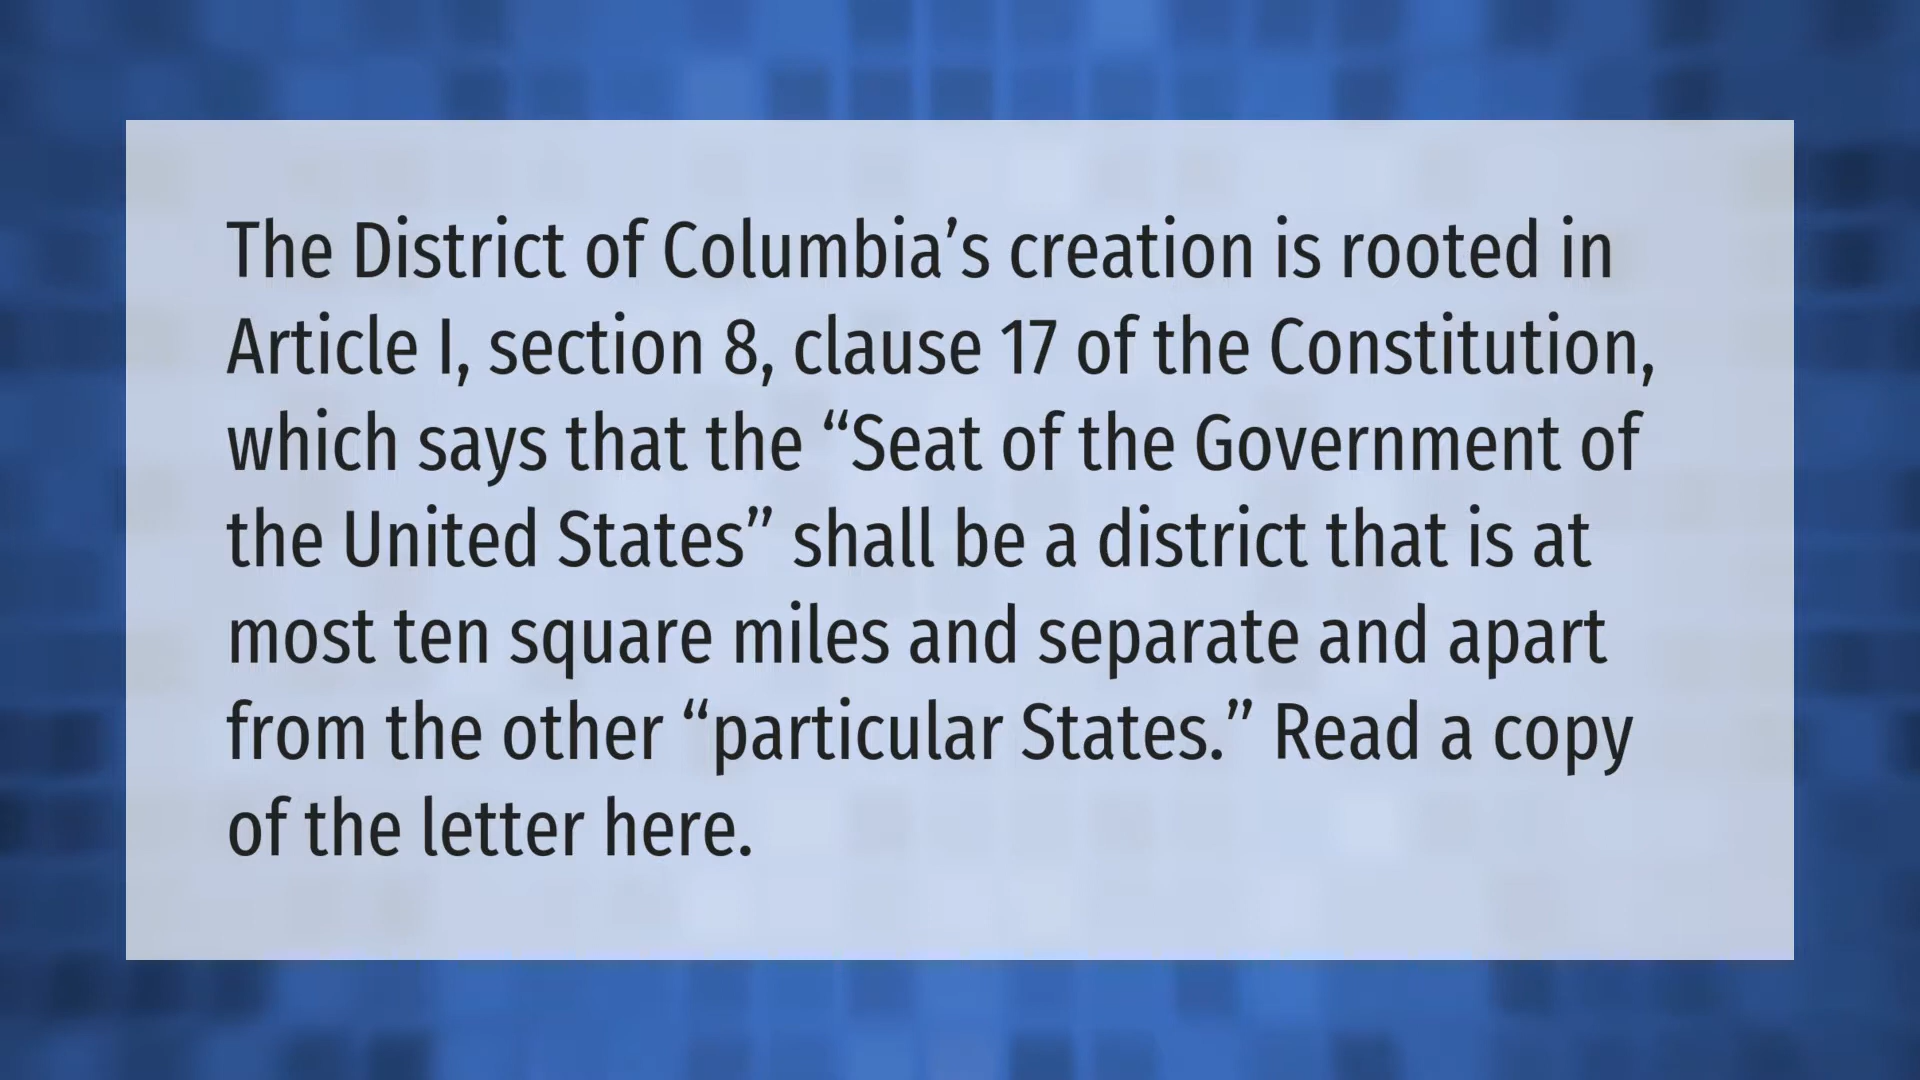 The District of Columbia’s creation is rooted in
Article I, section 8, clause 17 of the Constitution,
which says that the “Seat of the Government of
the United States” shall be a district that is at
most ten square miles and separate and apart
from the other “particular States.” Read a copy
of the letter here.